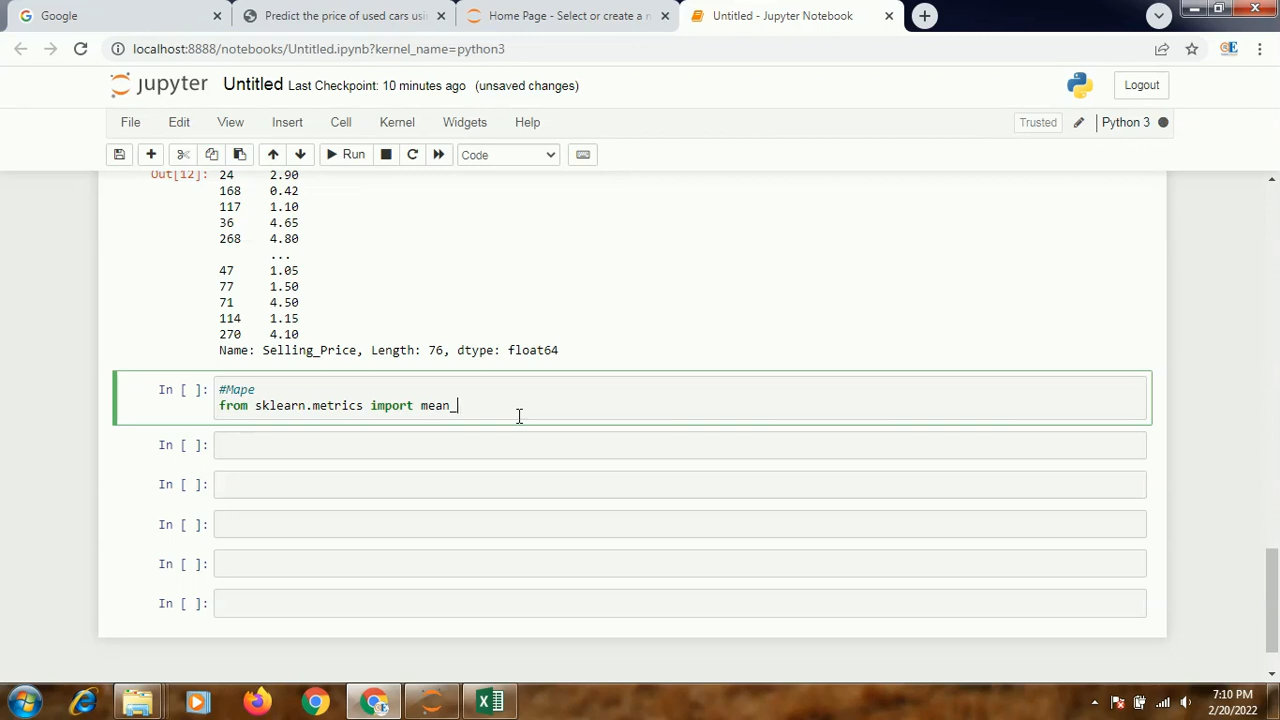 Google
Predict the price of used cars using
Home Page - Select or create a n
Untitled - Jupyter Notebook
localhost:8888/notebooks/Untitled.ipynb?kernel_name=python3
jupyter Untitled Last Checkpoint: 10 minutes ago (unsaved changes)
Logout
File Edit View Insert Cell Kernel Widgets Help
Trusted Python 3
Run Code
Out[12]: 24 2.90
168 0.42
117 1.10
36 4.65
268 4.80
...
47 1.05
77 1.50
71 4.50
114 1.15
270 4.10
Name: Selling_Price, Length: 76, dtype: float64
In [ ]: #Mape
from sklearn.metrics import mean_
In [ ]:
In [ ]:
In [ ]:
In [ ]:
In [ ]:
7:10 PM
2/20/2022